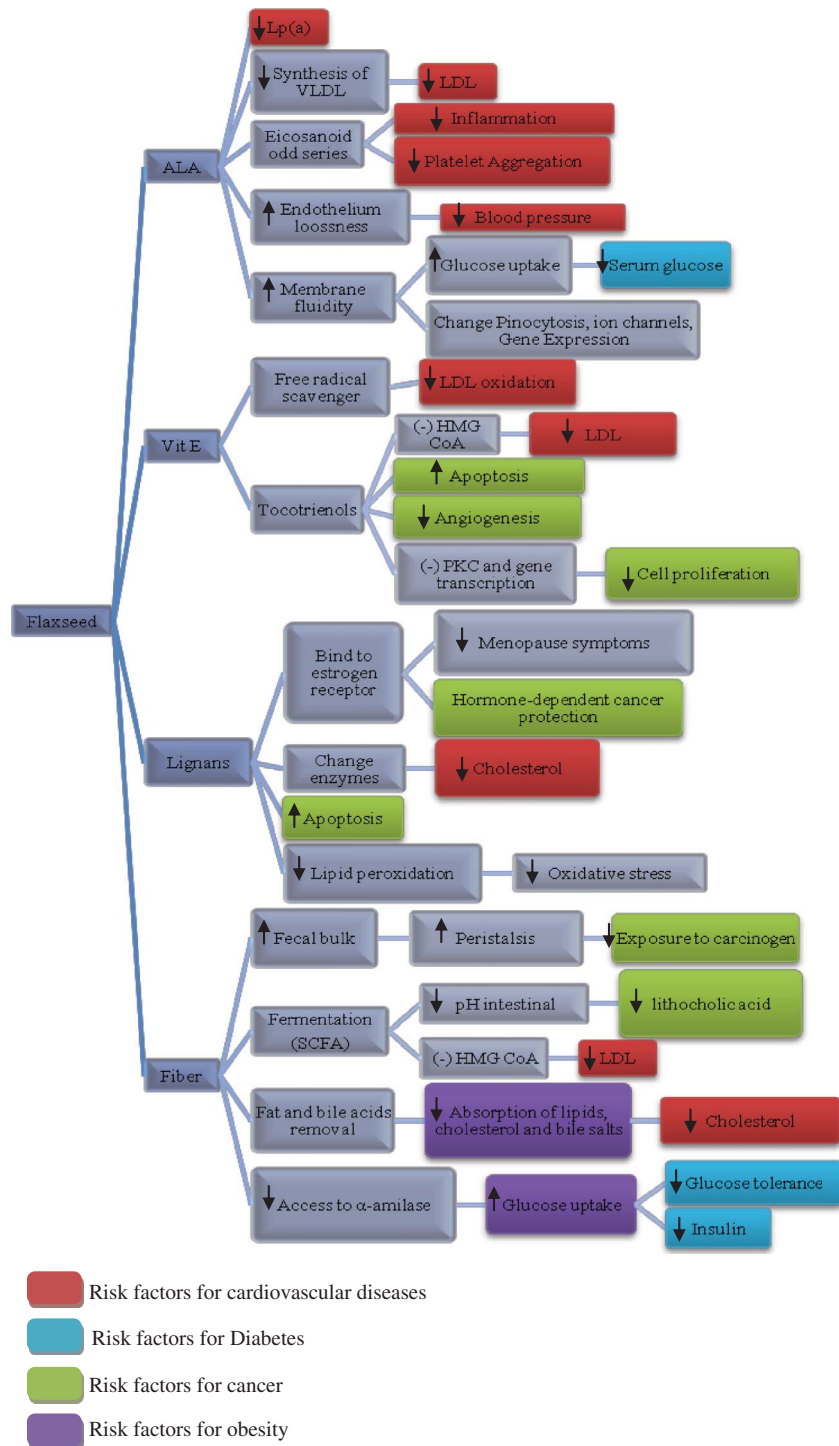 ↓Lp(a)
↓ Synthesis of
VLDL
↓ LDL
Eicosanoid
odd series
↓ Inflammation
↓ Platelet Aggregation
ALA
↑ Endothelium
loossness
↓ Blood pressure
↑ Membrane
fluidity
↑ Glucose uptake
↓ Serum glucose
Change Pinocytosis, ion channels,
Gene Expression
Free radical
scavenger
↓ LDL oxidation
Vit E
Tocotrienols
(-) HMG
CoA
↓ LDL
↑ Apoptosis
↓ Angiogenesis
(-) PKC and gene
transcription
↓ Cell proliferation
Flaxseed
Bind to
estrogen
receptor
↓ Menopause symptoms
Hormone-dependent cancer
protection
Lignans
Change
enzymes
↓ Cholesterol
↑ Apoptosis
↓ Lipid peroxidation
↓ Oxidative stress
↑ Fecal bulk
↑ Peristalsis
↓ Exposure to carcinogen
Fermentation
(SCFA)
↓ pH intestinal
↓ lithocholic acid
(-) HMG CoA
↓ LDL
Fiber
Fat and bile acids
removal
↓ Absorption of lipids,
cholesterol and bile salts
↓ Cholesterol
↓ Access to α-amilase
↑ Glucose uptake
↓ Glucose tolerance
↓ Insulin
Risk factors for cardiovascular diseases
Risk factors for Diabetes
Risk factors for cancer
Risk factors for obesity